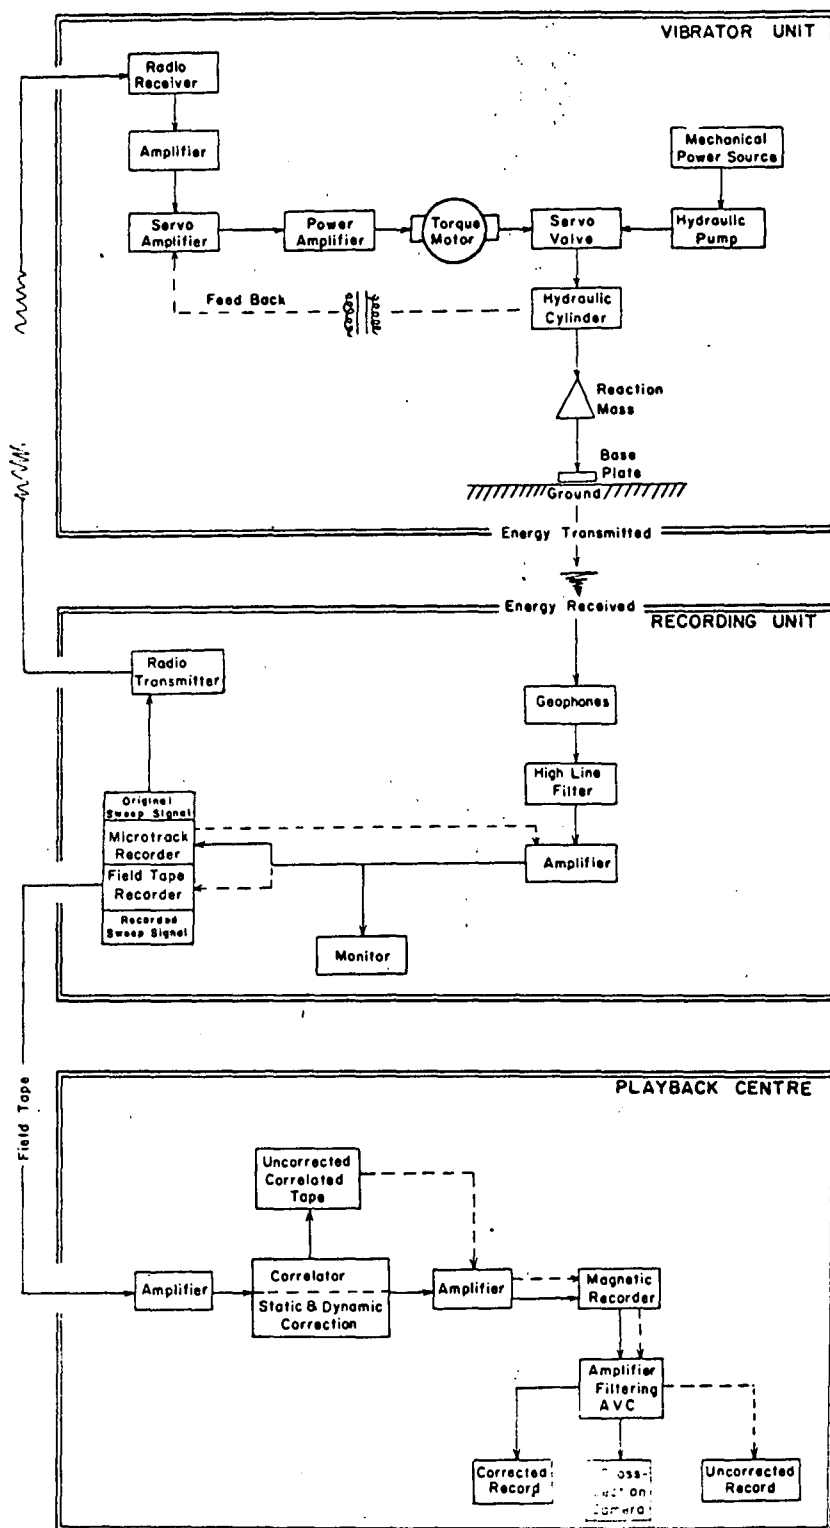 VIBRATOR UNIT
Radio
Receiver
Amplifier
Mechanical
Power Source
Servo
Amplifier
Power
Amplifier
Torque
Motor
Servo
Valve
Hydraulic
Pump
Feed Back
Hydraulic
Cylinder
Reaction
Mass
Base
Plate
Ground
Energy Transmitted
Energy Received
RECORDING UNIT
Radio
Transmitter
Geophones
High Line
Filter
Original
Sweep Signal
Microtrack
Recorder
Field Tape
Recorder
Recorded
Sweep Signal
Amplifier
Monitor
Field Tape
PLAYBACK CENTRE
Uncorrected
Correlated
Tape
Amplifier
Correlator
Static & Dynamic
Correction
Amplifier
Magnetic
Recorder
Amplifier
Filtering
AVC
Corrected
Record
Uncorrected
Record